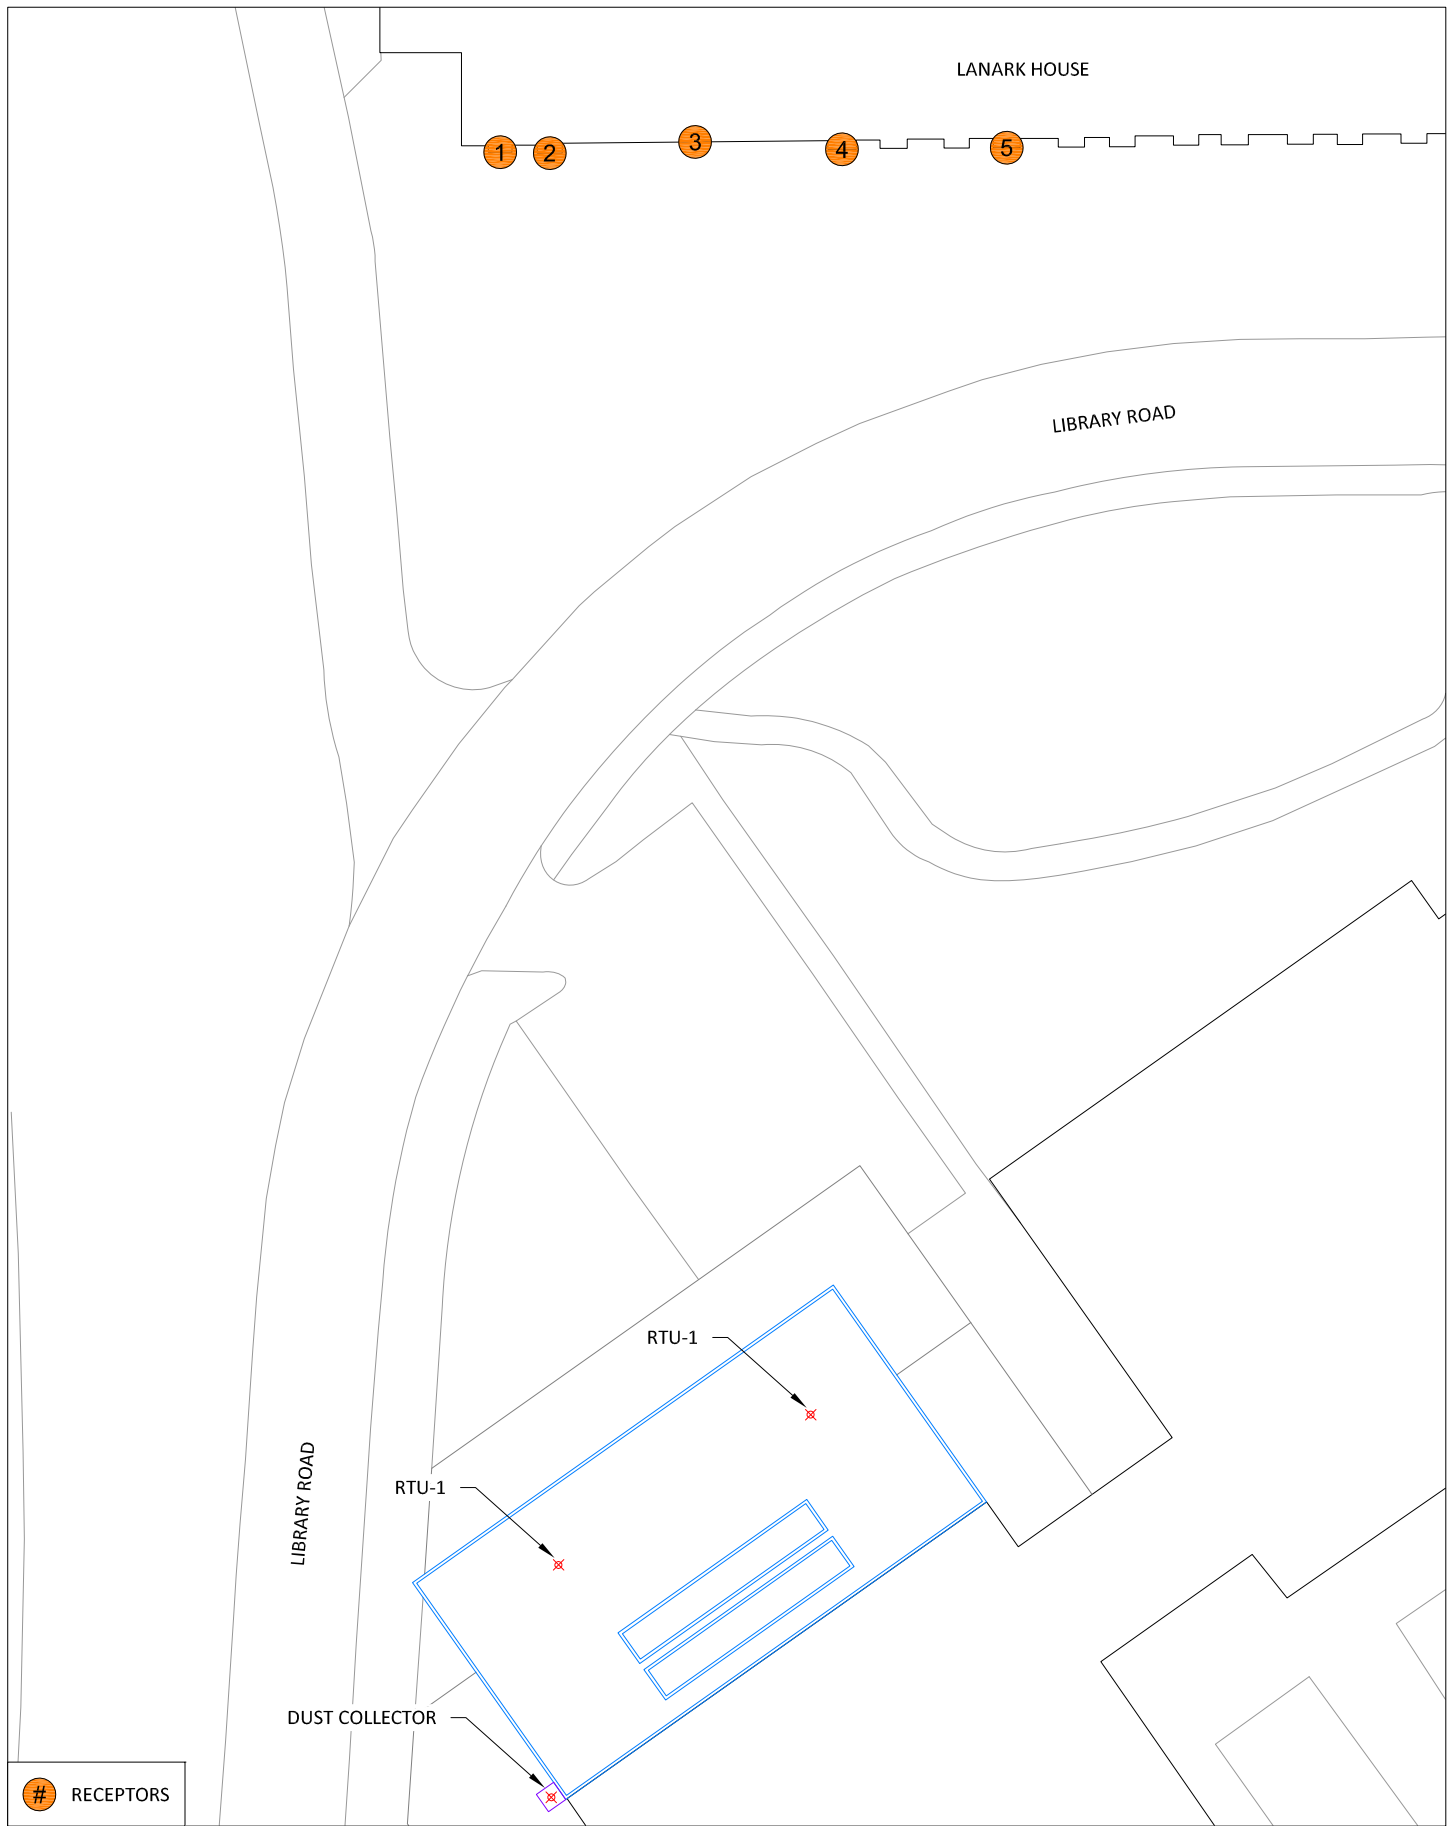 LANARK HOUSE
1
2
3
4
5
LIBRARY ROAD
RTU-1
LIBRARY ROAD
RTU-1
DUST COLLECTOR
# RECEPTORS